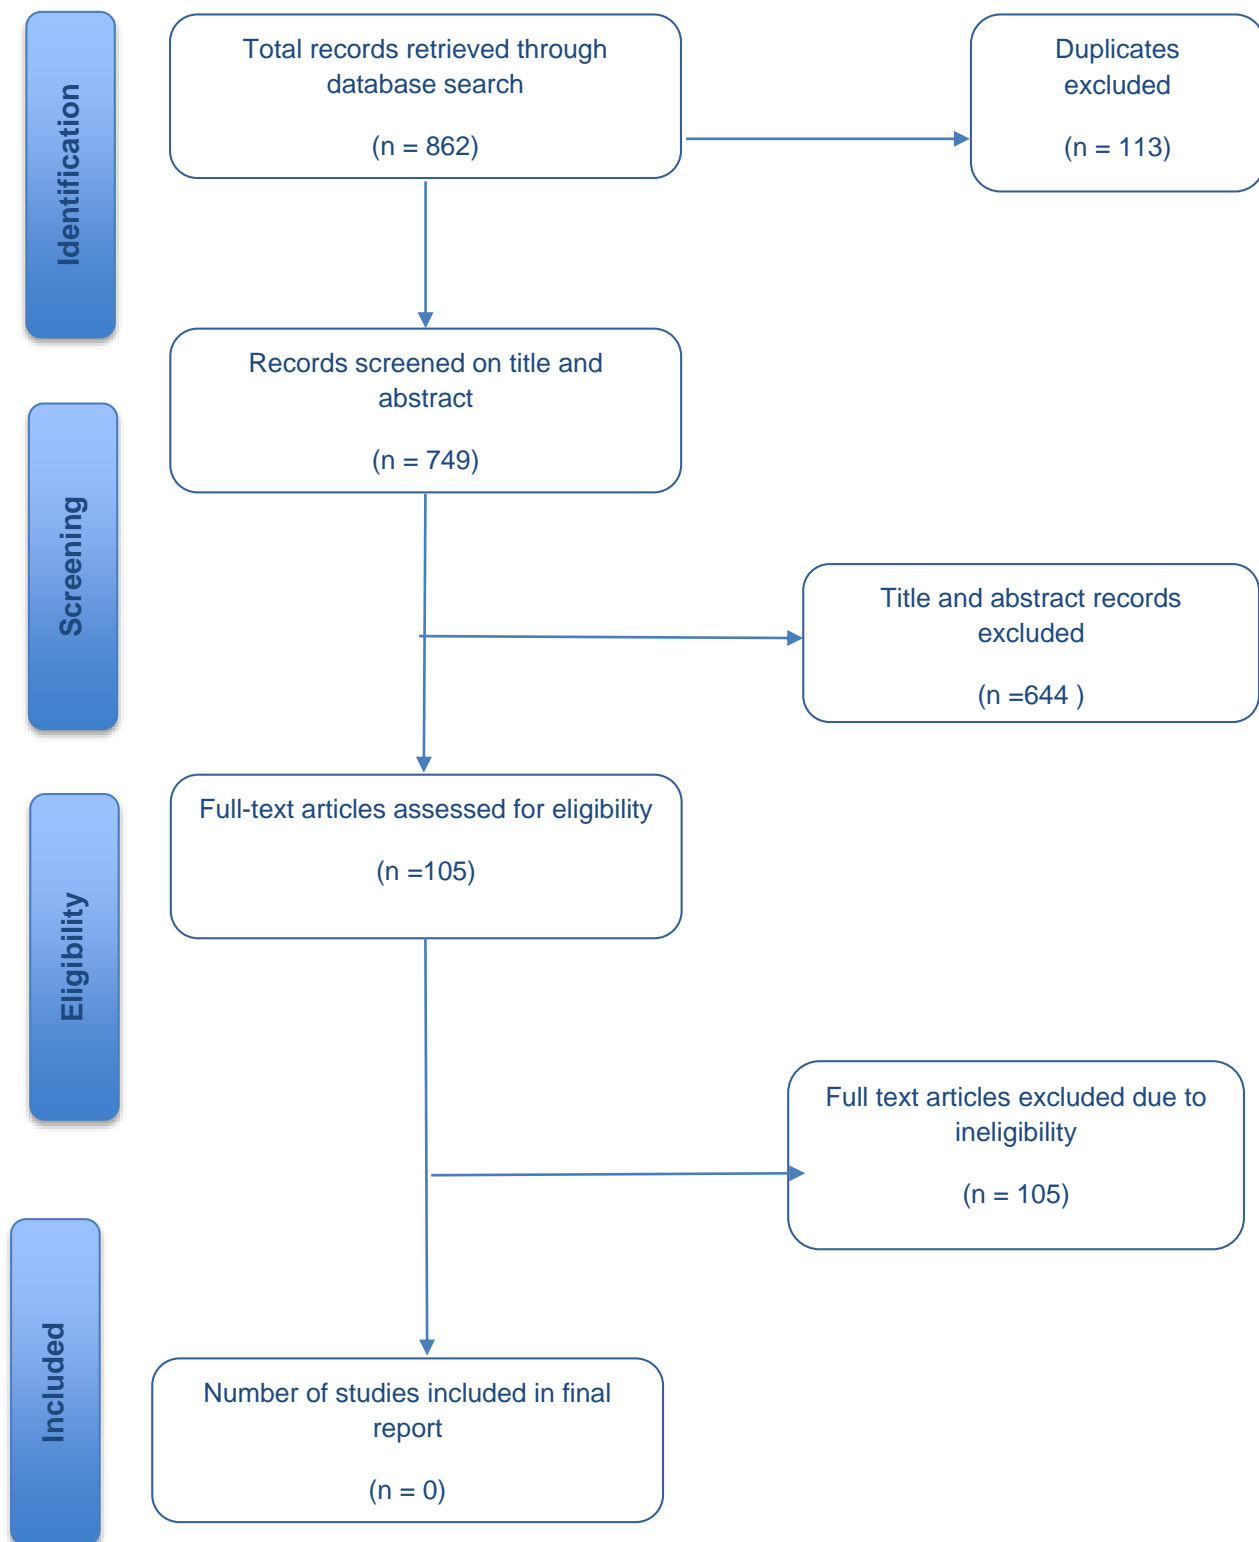 Identification
Total records retrieved through
database search
(n = 862)
Duplicates
excluded
(n = 113)
Records screened on title and
abstract
(n = 749)
Screening
Title and abstract records
excluded
(n =644 )
Full-text articles assessed for eligibility
(n =105)
Eligibility
Full text articles excluded due to
ineligibility
(n = 105)
Included
Number of studies included in final
report
(n = 0)